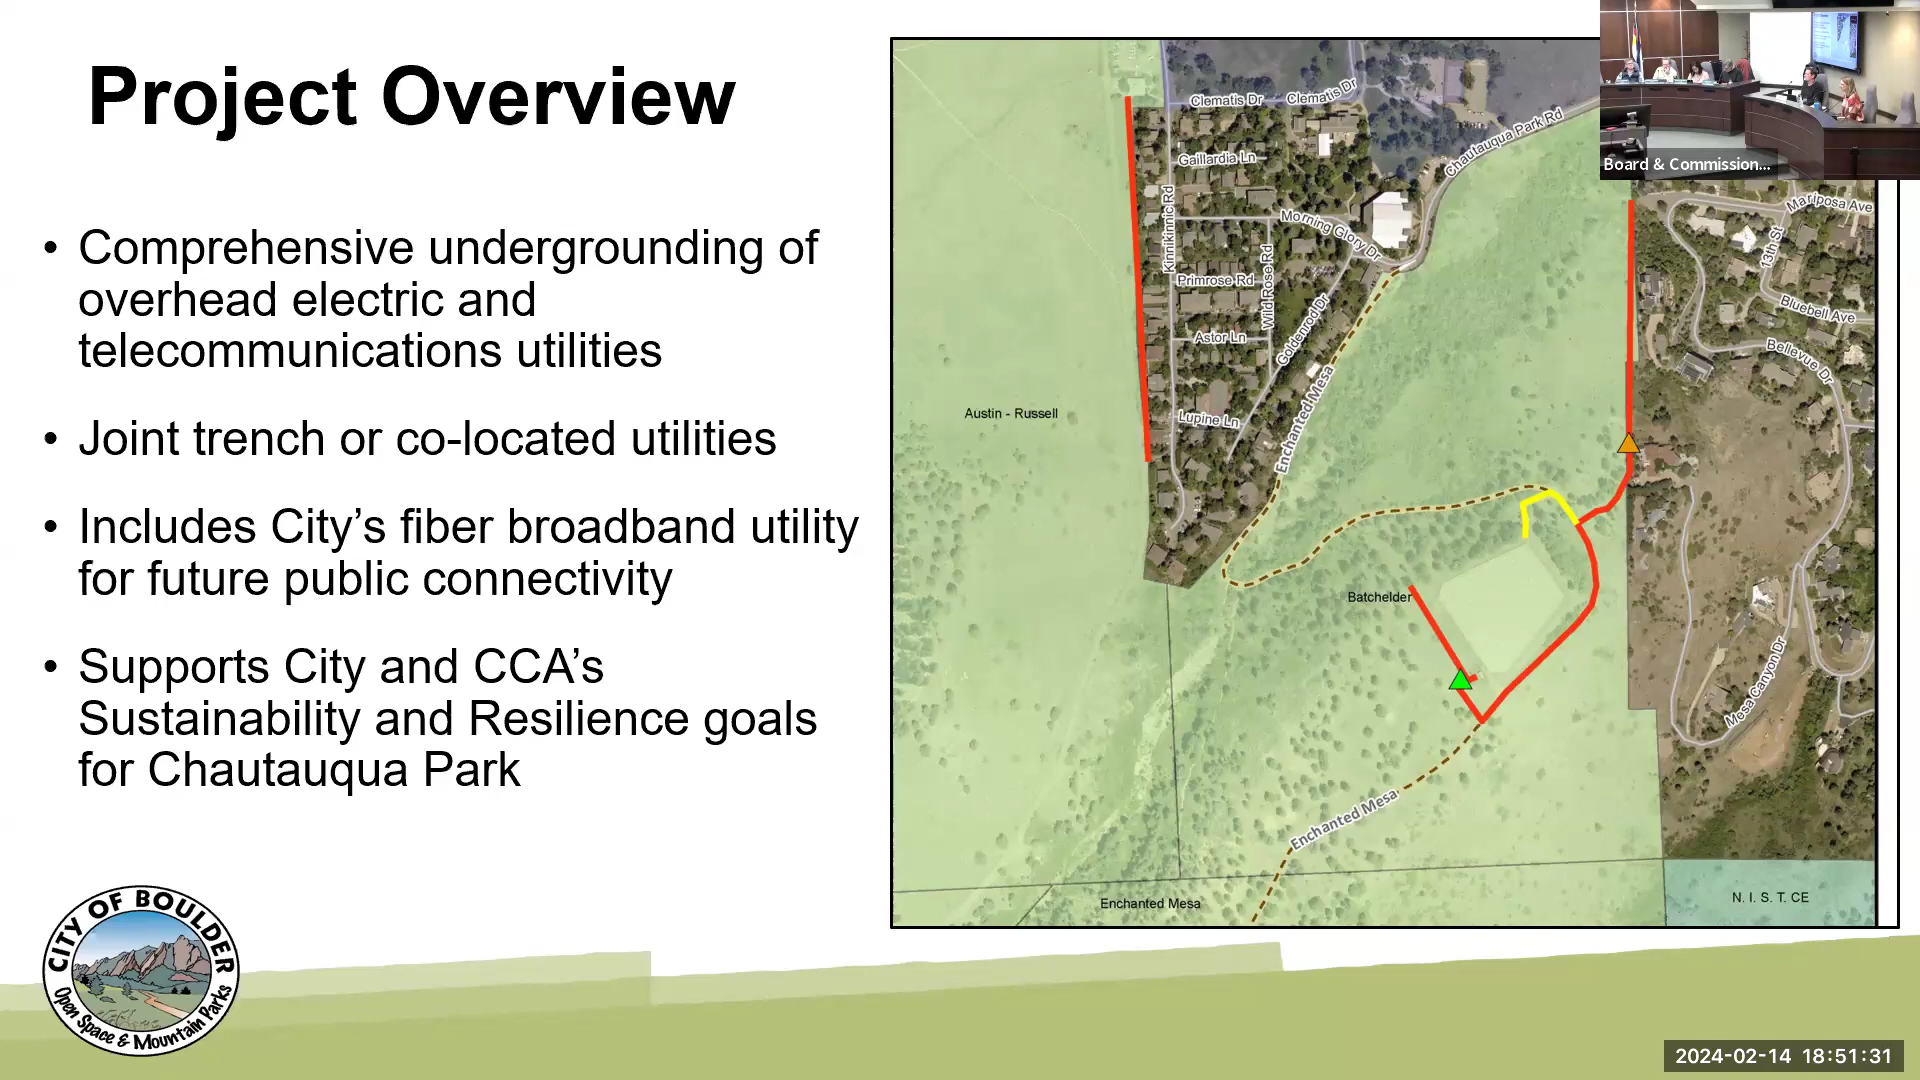 Project Overview
• Comprehensive undergrounding of
overhead electric and
telecommunications utilities
• Joint trench or co-located utilities
• Includes City’s fiber broadband utility
for future public connectivity
• Supports City and CCA’s
Sustainability and Resilience goals
for Chautauqua Park
CITY OF BOULDER
Open Space & Mountain Parks
Clematis Dr
Clematis Dr
Chautauqua Park Rd
Gaillardia Ln
Kinnikinnic Rd
Morning Glory Dr
Primrose Rd
Wild Rose Rd
Astor Ln
Goldenrod Dr
Lupine Ln
Enchanted Mesa
Austin - Russell
Batchelder
Enchanted Mesa
Enchanted Mesa
Mariposa Ave
13th St
Bluebell Ave
Bellevue Dr
Mesa Canyon Dr
N. I. S. T. CE
Board & Commission...
2024-02-14 18:51:31